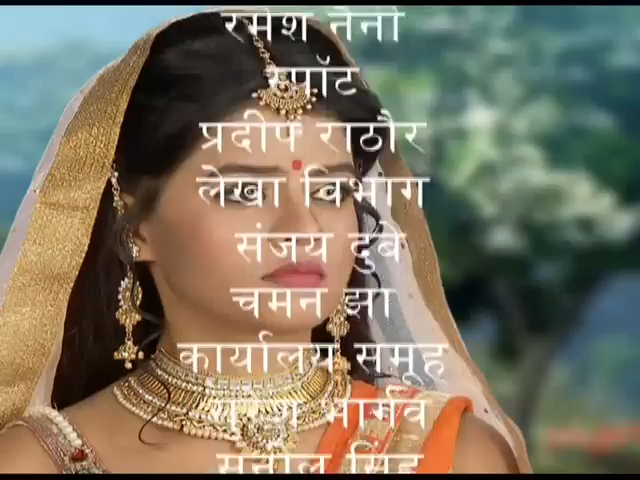 रमेश नेनी
स्पॉट
प्रदीप राठौर
लेखा विभाग
संजय दुबे
चमन झा
कार्यालय समूह
भार्गव
सिंह